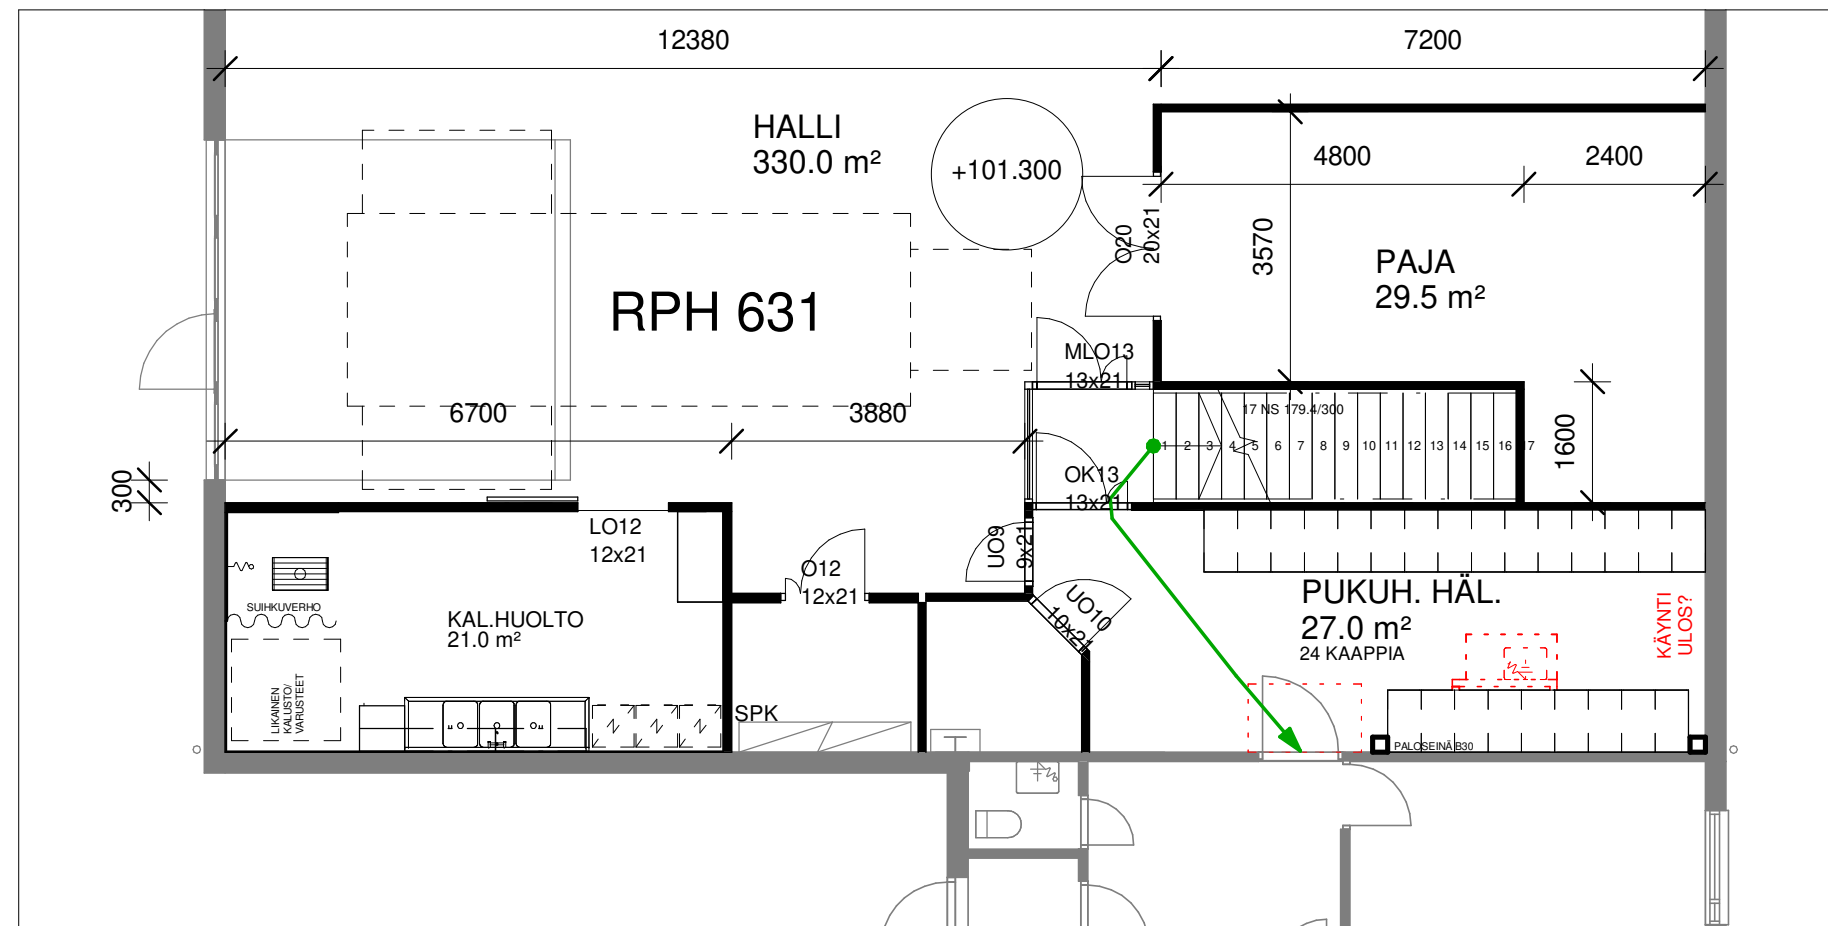 12380
7200
HALLI
330.0 m²
+101.300
4800
2400
O20
20x21
3570
PAJA
29.5 m²
RPH 631
MLO13
13x21
6700
3880
17 NS 179.4/300
1 2 3 4 5 6 7 8 9 10 11 12 13 14 15 16 17
1600
300
OK13
13x21
LO12
12x21
UO9
9x21
O12
12x21
UO10
10x21
SUIHKUVERHO
KAL.HUOLTO
21.0 m²
PUKUH. HÄL.
27.0 m²
24 KAAPPIA
KÄYNTI
ULOS?
LIKAINEN
KALUSTO/
VARUSTEET
SPK
PALOSEINÄ B30